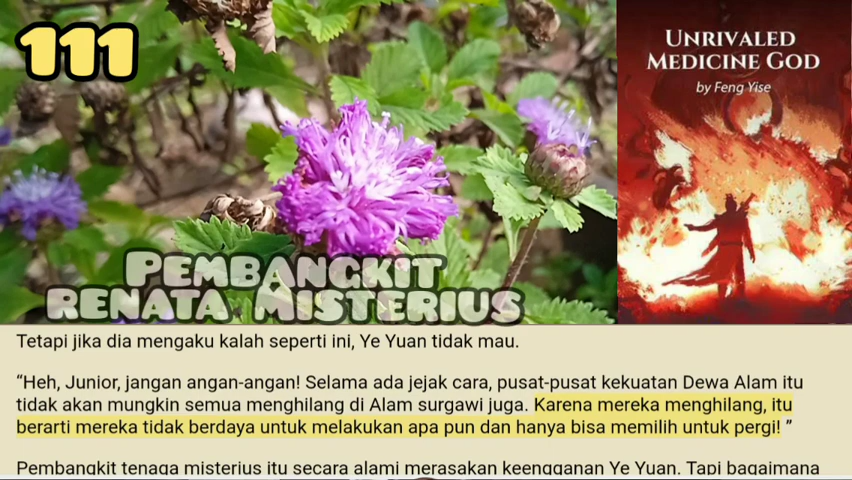 111
UNRIVALED
MEDICINE GOD
by Feng Yise
PEMBANGKIT
RENATA, MISTERIUS
Tetapi jika dia mengaku kalah seperti ini, Ye Yuan tidak mau.
“Heh, Junior, jangan angan-angan! Selama ada jejak cara, pusat-pusat kekuatan Dewa Alam itu
tidak akan mungkin semua menghilang di Alam surgawi juga. Karena mereka menghilang, itu
berarti mereka tidak berdaya untuk melakukan apa pun dan hanya bisa memilih untuk pergi! ”
Pembangkit tenaga misterius itu secara alami merasakan keengganan Ye Yuan. Tapi bagaimana